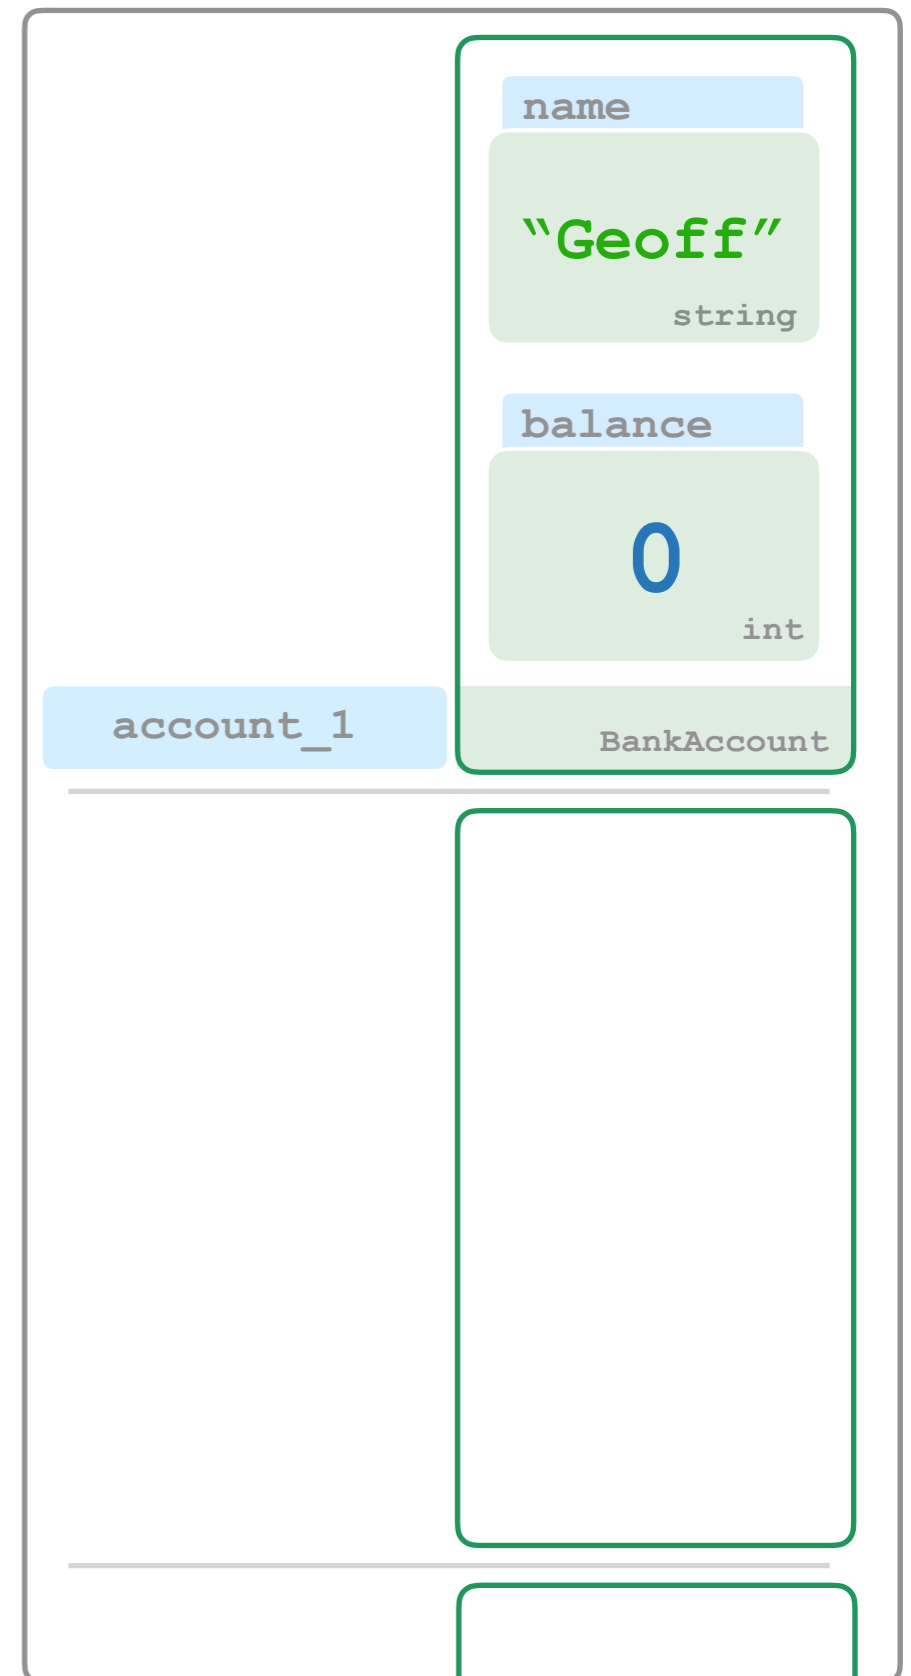 name
“Geoff”
string
balance
0
int
account_1
BankAccount